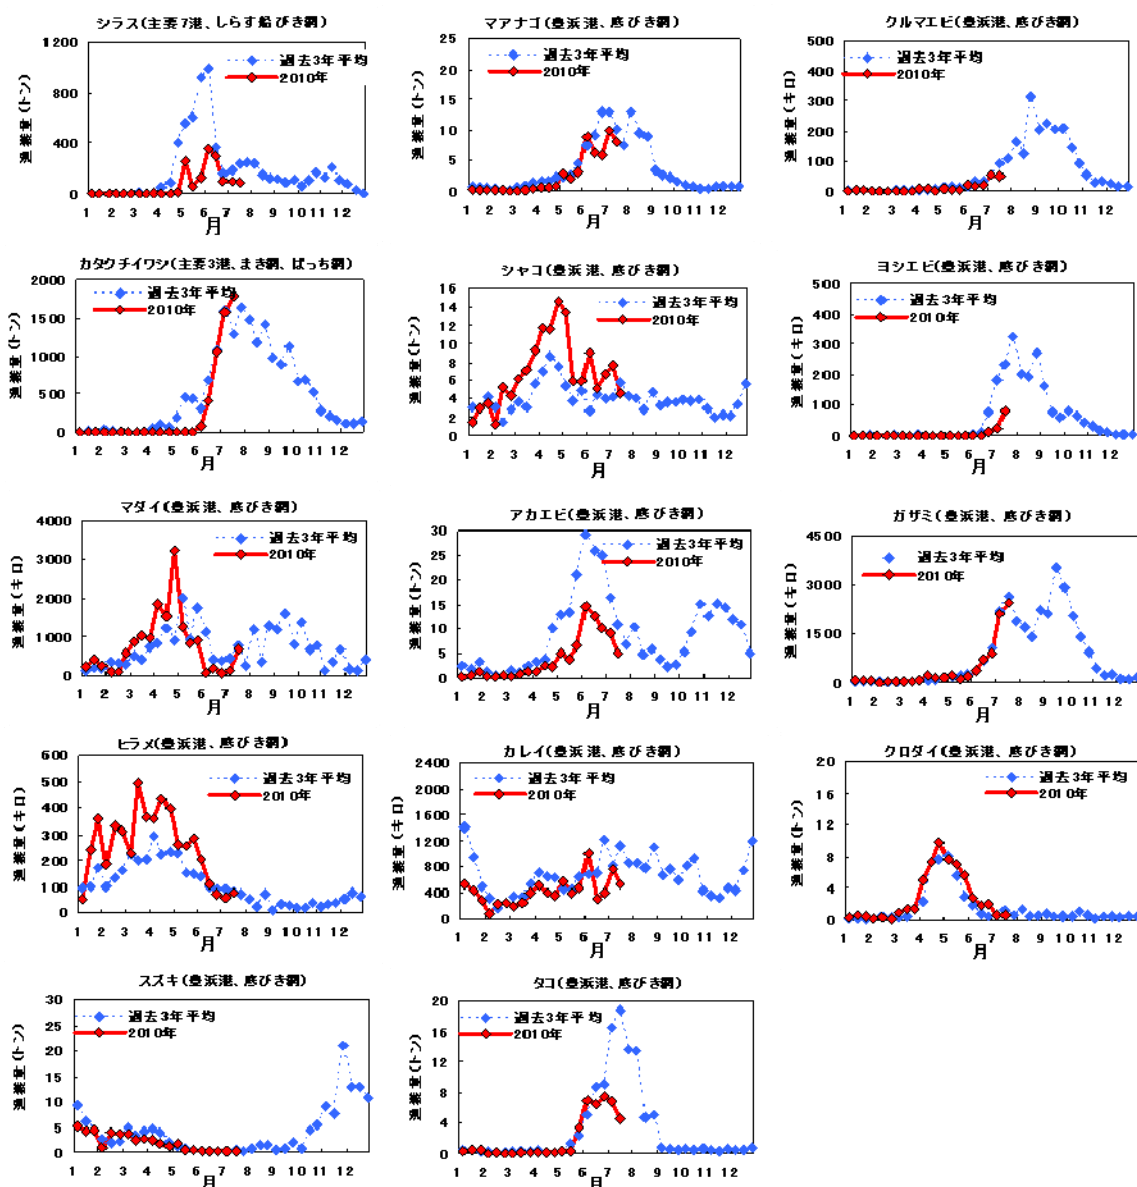 シラス(主要7港、しらす船びき網)
漁獲量(トン)
1200
800
400
0
過去3年平均
2010年
1 2 3 4 5 6 7 8 9 10 11 12
月
マアナゴ(豊浜港、底びき網)
漁獲量(トン)
25
20
15
10
5
0
過去3年平均
2010年
1 2 3 4 5 6 7 8 9 10 11 12
月
クルマエビ(豊浜港、底びき網)
漁獲量(キロ)
500
400
300
200
100
0
過去3年平均
2010年
1 2 3 4 5 6 7 8 9 10 11 12
月
カタクチイワシ(主要3港、まき網、ばっち網)
漁獲量(トン)
2000
1500
1000
500
0
過去3年平均
2010年
1 2 3 4 5 6 7 8 9 10 11 12
月
シャコ(豊浜港、底びき網)
漁獲量(トン)
16
14
12
10
8
6
4
2
0
過去3年平均
2010年
1 2 3 4 5 6 7 8 9 10 11 12
月
ヨシエビ(豊浜港、底びき網)
漁獲量(キロ)
500
400
300
200
100
0
過去3年平均
2010年
1 2 3 4 5 6 7 8 9 10 11 12
月
マダイ(豊浜港、底びき網)
漁獲量(キロ)
4000
3000
2000
1000
0
過去3年平均
2010年
1 2 3 4 5 6 7 8 9 10 11 12
月
アカエビ(豊浜港、底びき網)
漁獲量(トン)
30
25
20
15
10
5
0
過去3年平均
2010年
1 2 3 4 5 6 7 8 9 10 11 12
月
ガザミ(豊浜港、底びき網)
漁獲量(キロ)
4500
3000
1500
0
過去3年平均
2010年
1 2 3 4 5 6 7 8 9 10 11 12
月
ヒラメ(豊浜港、底びき網)
漁獲量(キロ)
600
500
400
300
200
100
0
過去3年平均
2010年
1 2 3 4 5 6 7 8 9 10 11 12
月
カレイ(豊浜港、底びき網)
漁獲量(キロ)
2400
2000
1600
1200
800
400
0
過去3年平均
2010年
1 2 3 4 5 6 7 8 9 10 11 12
月
クロダイ(豊浜港、底びき網)
漁獲量(トン)
20
16
12
8
4
0
過去3年平均
2010年
1 2 3 4 5 6 7 8 9 10 11 12
月
スズキ(豊浜港、底びき網)
漁獲量(トン)
30
25
20
15
10
5
0
過去3年平均
2010年
1 2 3 4 5 6 7 8 9 10 11 12
月
タコ(豊浜港、底びき網)
漁獲量(トン)
20
16
12
8
4
0
過去3年平均
2010年
1 2 3 4 5 6 7 8 9 10 11 12
月